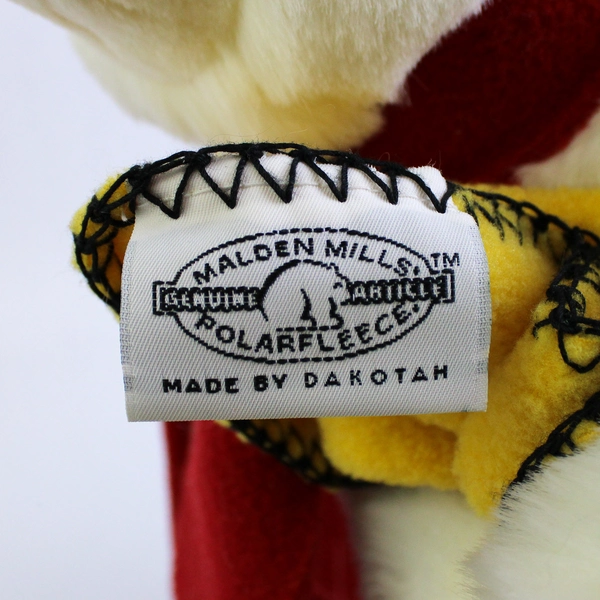 MALDEN MILLS, TM
GENUINE ARTICLE
POLARFLEECE.
MADE BY DAKOTAH